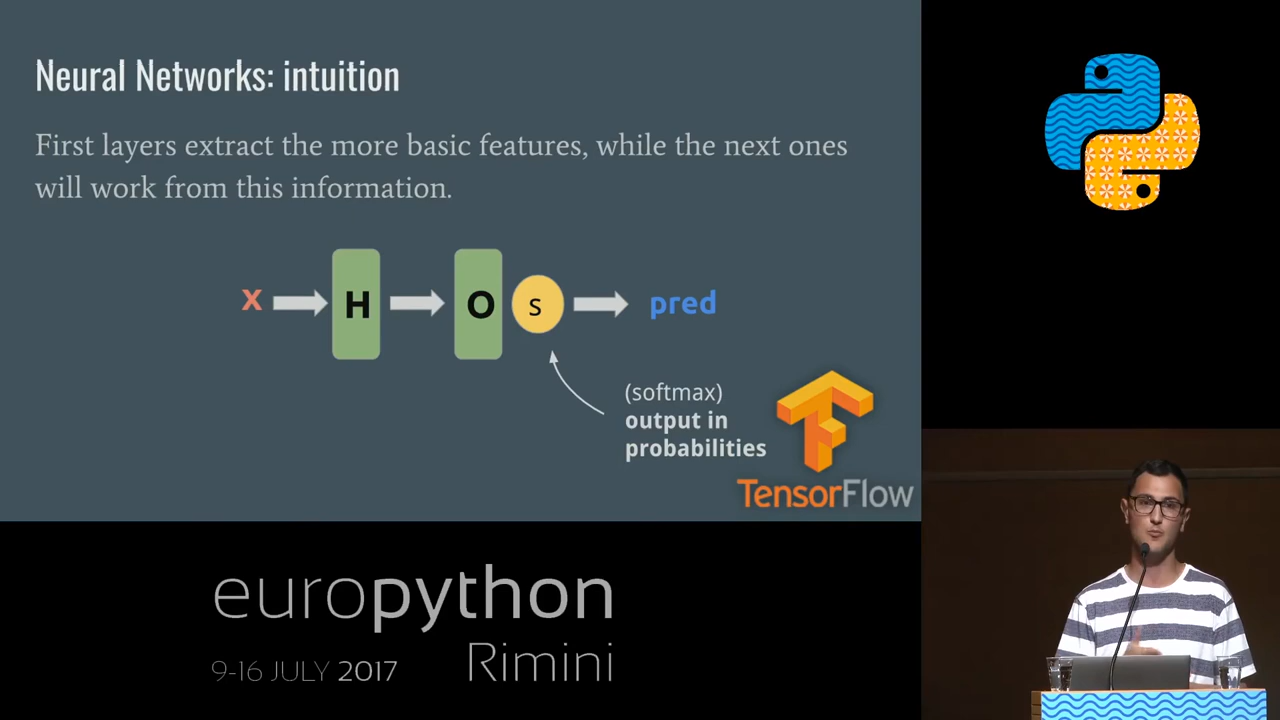 Neural Networks: intuition
First layers extract the more basic features, while the next ones
will work from this information.
x
H
O
s
pred
(softmax)
output in
probabilities
TensorFlow
europython
Rimini
9-16 JULY 2017